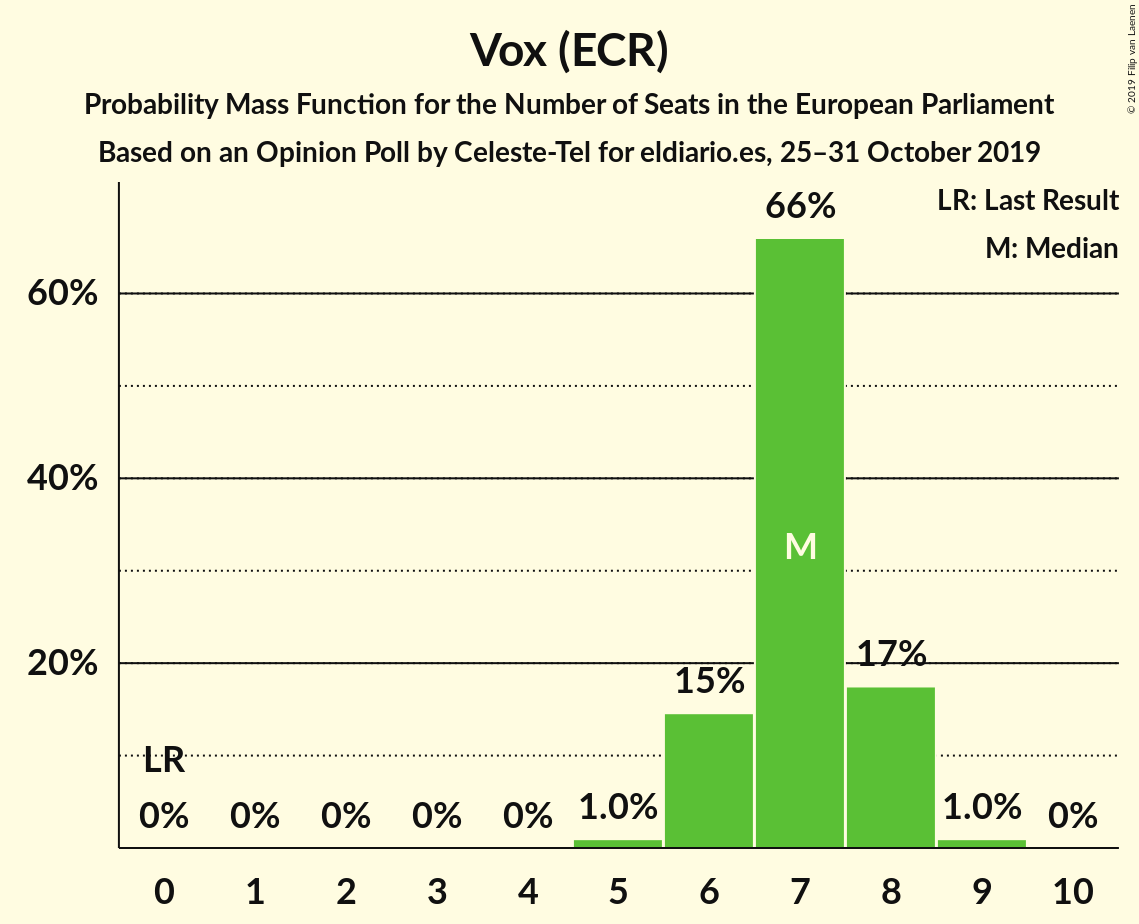 Vox (ECR)
Probability Mass Function for the Number of Seats in the European Parliament
Based on an Opinion Poll by Celeste-Tel for eldiario.es, 25–31 October 2019
© 2019 Filip van Laenen
LR: Last Result
M: Median
66%
60%
40%
M
20%
17%
15%
LR
0% 0% 0% 0% 0% 1.0% 1.0% 0%
0 1 2 3 4 5 6 7 8 9 10